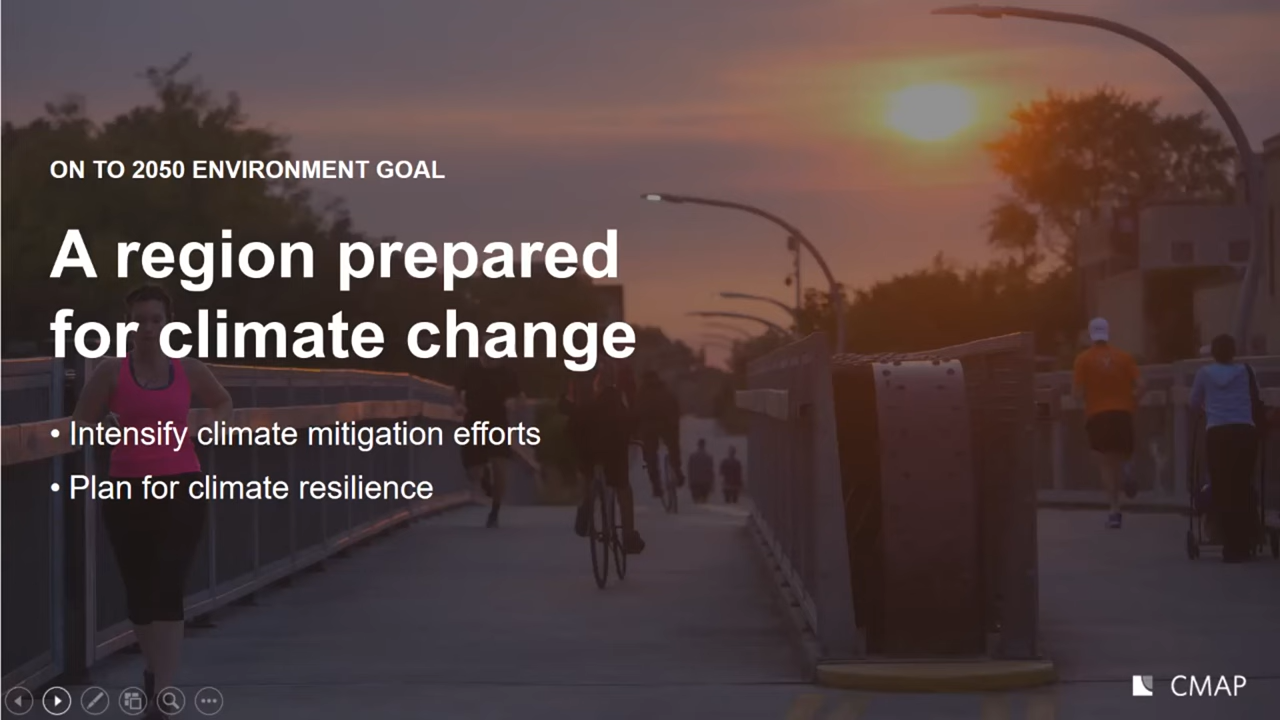 ON TO 2050 ENVIRONMENT GOAL
A region prepared
for climate change
• Intensify climate mitigation efforts
• Plan for climate resilience
CMAP